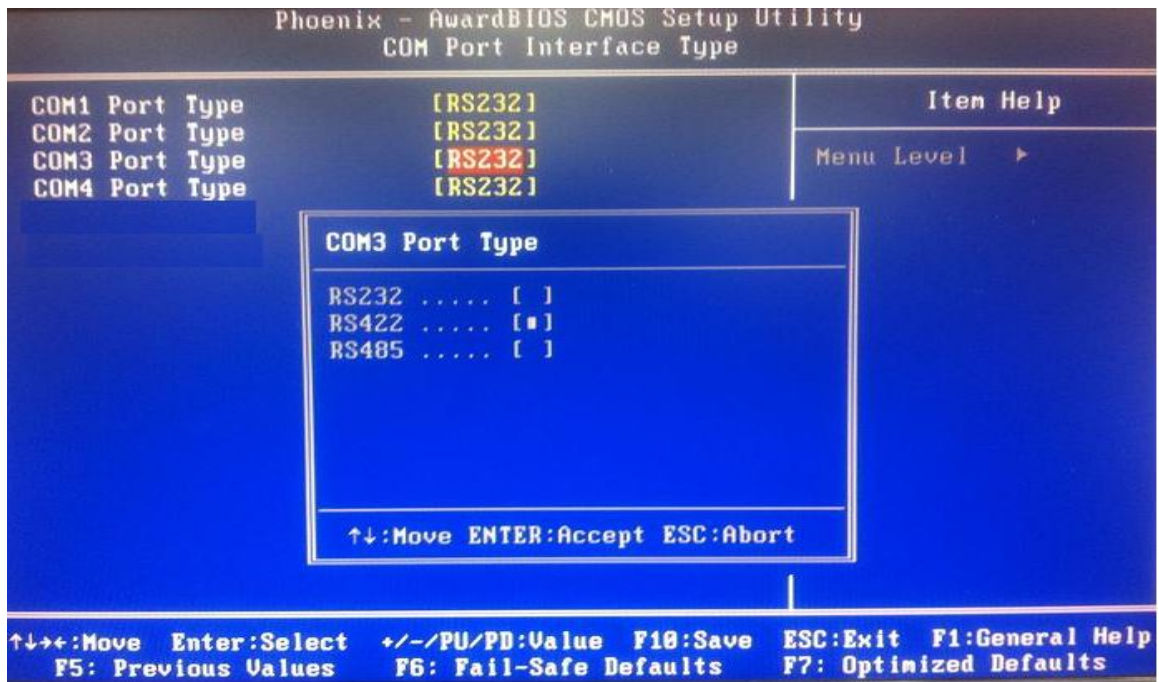 Phoenix - AwardBIOS CMOS Setup Utility
COM Port Interface Type
COM1 Port Type [RS232]
COM2 Port Type [RS232]
COM3 Port Type [RS232]
COM4 Port Type [RS232]
Item Help
Menu Level ▶
COM3 Port Type
RS232 ..... [ ]
RS422 ..... [■]
RS485 ..... [ ]
↑↓:Move ENTER:Accept ESC:Abort
↑↓→←:Move Enter:Select +/-/PU/PD:Value F10:Save ESC:Exit F1:General Help
F5: Previous Values F6: Fail-Safe Defaults F7: Optimized Defaults